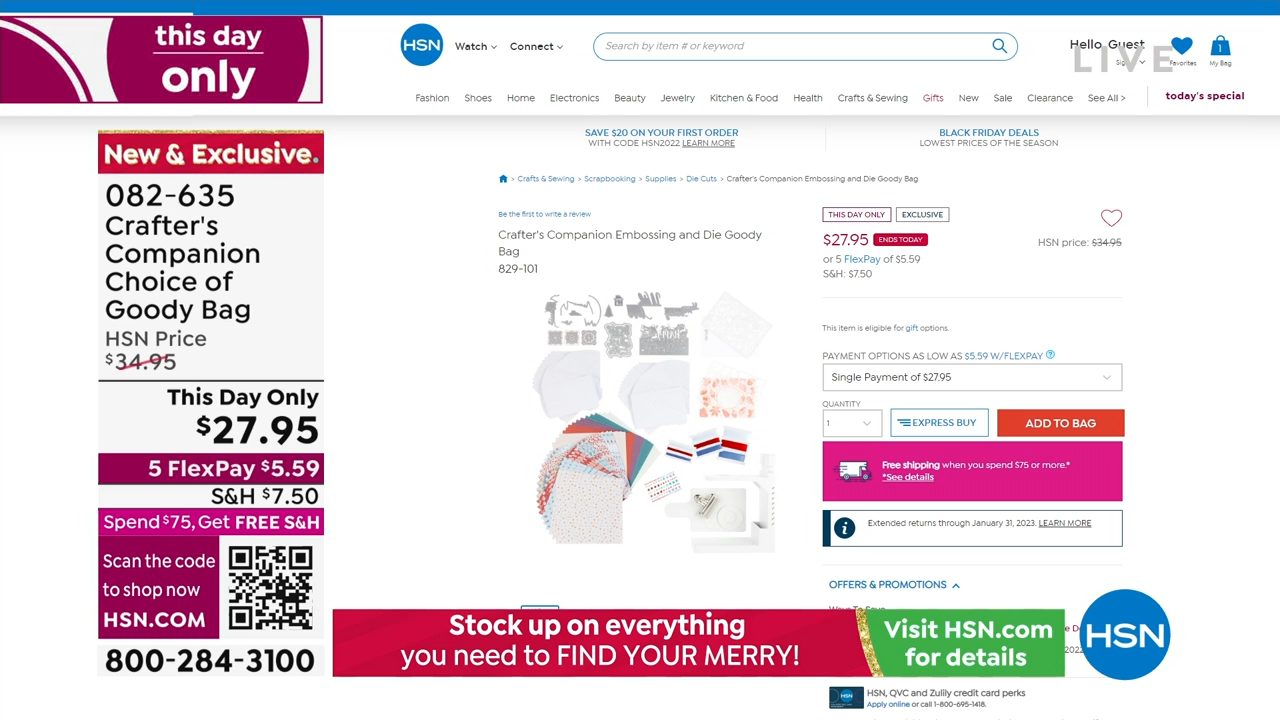 this day
only
New & Exclusive.
082-635
Crafter's
Companion
Choice of
Goody Bag
HSN Price
$34.95
This Day Only
$27.95
5 FlexPay $5.59
S&H $7.50
Spend $75, Get FREE S&H
Scan the code
to shop now
HSN.COM
800-284-3100
HSN
Watch
Connect
Search by item # or keyword
Hello, Guest
LIVE
Favorites
1
My Bag
Fashion Shoes Home Electronics Beauty Jewelry Kitchen & Food Health Crafts & Sewing Gifts New Sale Clearance See All >
today's special
SAVE $20 ON YOUR FIRST ORDER
WITH CODE HSN2022 LEARN MORE
BLACK FRIDAY DEALS
LOWEST PRICES OF THE SEASON
> Crafts & Sewing > Scrapbooking > Supplies > Die Cuts > Crafter's Companion Embossing and Die Goody Bag
Be the first to write a review
Crafter's Companion Embossing and Die Goody
Bag
829-101
THIS DAY ONLY
EXCLUSIVE
$27.95 ENDS TODAY
HSN price: $34.95
or 5 FlexPay of $5.59
S&H: $7.50
This item is eligible for gift options.
PAYMENT OPTIONS AS LOW AS $5.59 W/FLEXPAY ?
Single Payment of $27.95
QUANTITY
1
EXPRESS BUY
ADD TO BAG
Free shipping when you spend $75 or more.*
*See details
Extended returns through January 31, 2023. LEARN MORE
OFFERS & PROMOTIONS
Stock up on everything
you need to FIND YOUR MERRY!
Visit HSN.com
for details
HSN
HSN, QVC and Zulily credit card perks
Apply online or call 1-800-695-1418.